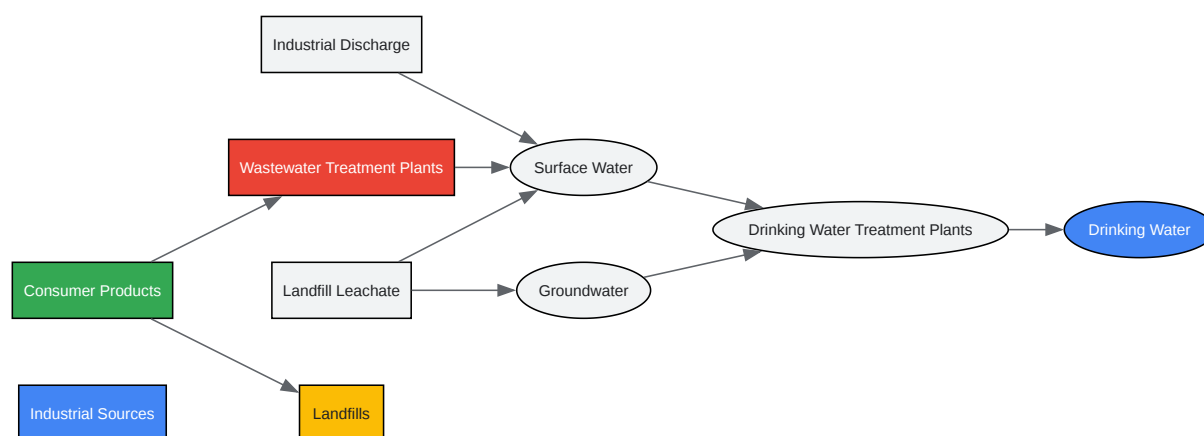 Industrial Discharge
Wastewater Treatment Plants
Surface Water
Drinking Water Treatment Plants
Drinking Water
Consumer Products
Landfill Leachate
Groundwater
Industrial Sources
Landfills